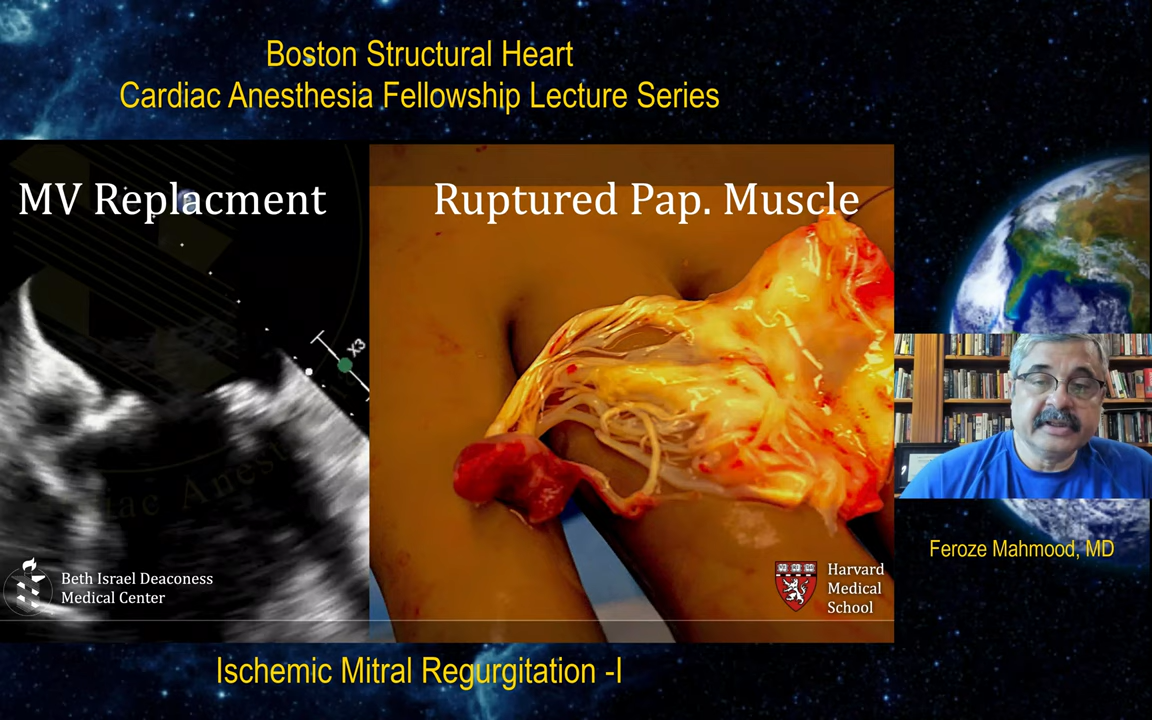 Boston Structural Heart
Cardiac Anesthesia Fellowship Lecture Series
MV Replacment
Ruptured Pap. Muscle
X3
Beth Israel Deaconess
Medical Center
Harvard
Medical
School
Feroze Mahmood, MD
Ischemic Mitral Regurgitation -I